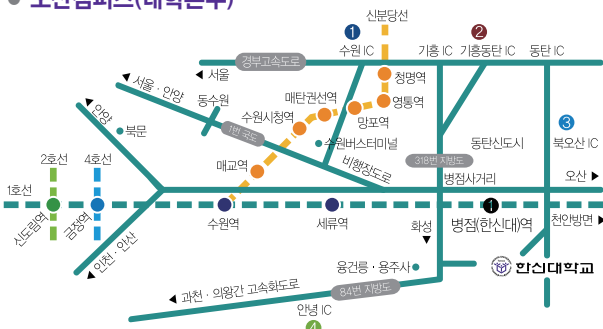 오산캠퍼스(대학본부)
신분당선
1
2
수원 IC
기흥 IC
기흥동탄 IC
동탄 IC
경부고속도로
서울
청명역
서울 · 안양
동수원
매탄권선역
영통역
수원시청역
망포역
안양
북문
1번 국도
수원버스터미널
동탄신도시
3
북오산 IC
2호선
4호선
매교역
비행장도로
318번 지방도
병점사거리
오산
1호선
신도림역
금정역
수원역
세류역
화성
1
병점(한신대)역
천안방면
인천 · 안산
융건릉 · 용주사
한신대학교
과천 · 의왕간 고속화도로
84번 지방도
안녕 IC
4